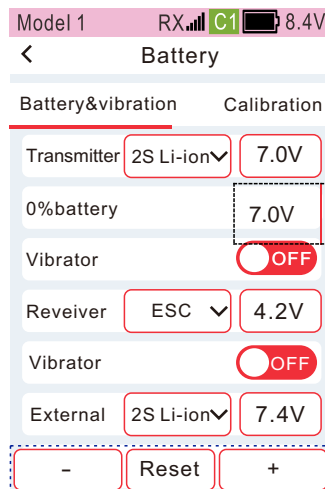 Model 1 RX C1 8.4V
Battery
Battery&vibration Calibration
Transmitter 2S Li-ion 7.0V
0%battery 7.0V
Vibrator OFF
Reveiver ESC 4.2V
Vibrator OFF
External 2S Li-ion 7.4V
- Reset +